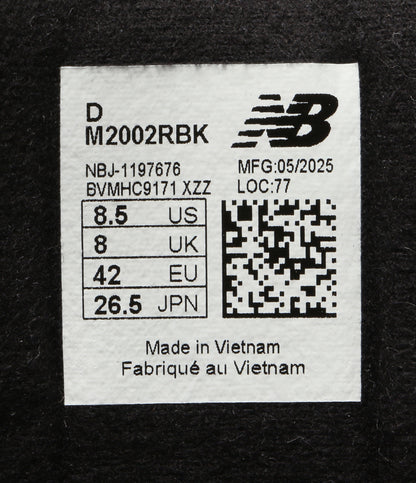 D
M2002RBK
NB
NBJ-1197676
MFG:05/2025
BVMHC9171 XZZ
LOC:77
8.5 US
8 UK
42 EU
26.5 JPN
Made in Vietnam
Fabriqué au Vietnam